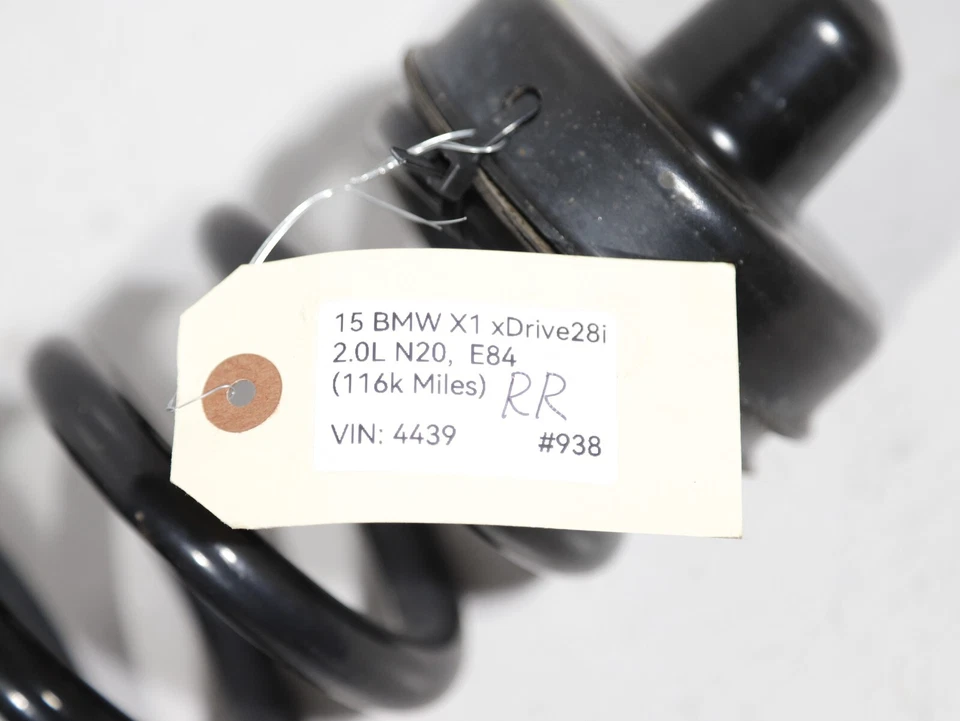 15 BMW X1 xDrive28i
2.0L N20, E84
(116k Miles) RR
VIN: 4439 #938